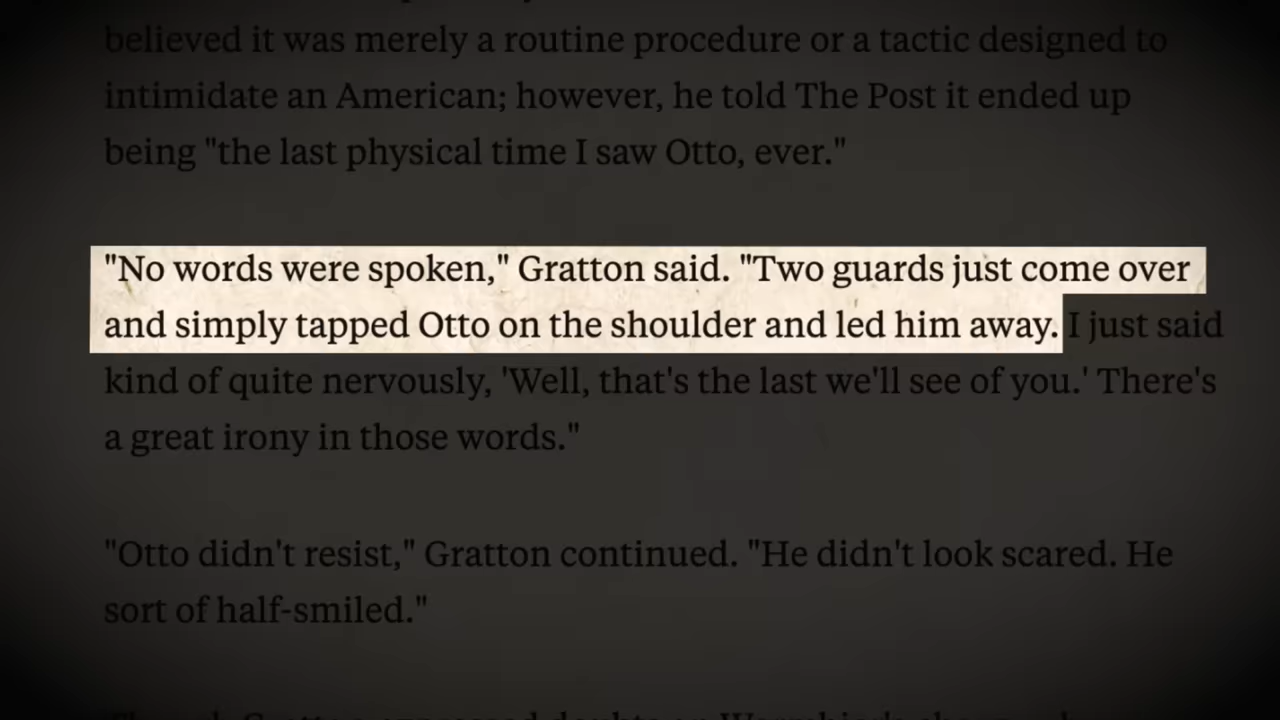 believed it was merely a routine procedure or a tactic designed to
intimidate an American; however, he told The Post it ended up
being "the last physical time I saw Otto, ever."
"No words were spoken," Gratton said. "Two guards just come over
and simply tapped Otto on the shoulder and led him away. I just said
kind of quite nervously, 'Well, that's the last we'll see of you.' There's
a great irony in those words."
"Otto didn't resist," Gratton continued. "He didn't look scared. He
sort of half-smiled."